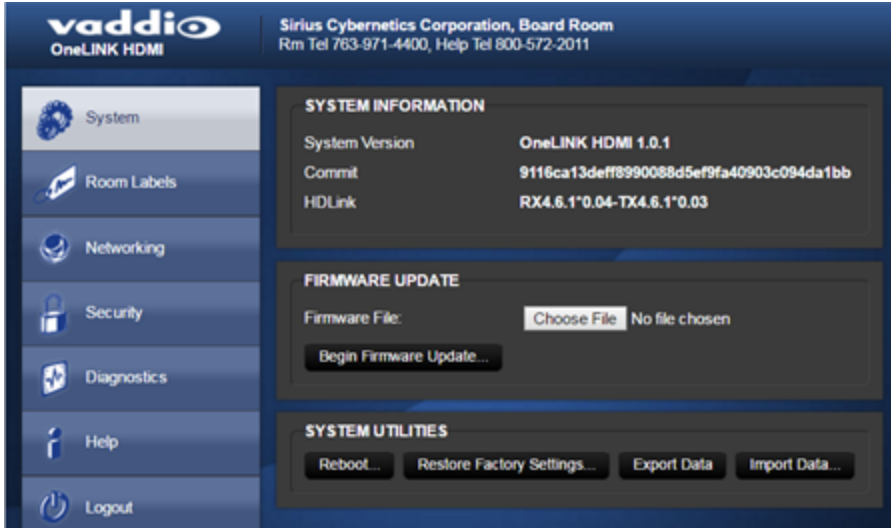 vaddio
OneLINK HDMI
Sirius Cybernetics Corporation, Board Room
Rm Tel 763-971-4400, Help Tel 800-572-2011
System
Room Labels
Networking
Security
Diagnostics
Help
Logout
SYSTEM INFORMATION
System Version OneLINK HDMI 1.0.1
Commit 9116ca13deff8990088d5ef9fa40903c094da1bb
HDLink RX4.6.1*0.04-TX4.6.1*0.03
FIRMWARE UPDATE
Firmware File: Choose File No file chosen
Begin Firmware Update...
SYSTEM UTILITIES
Reboot... Restore Factory Settings... Export Data Import Data...